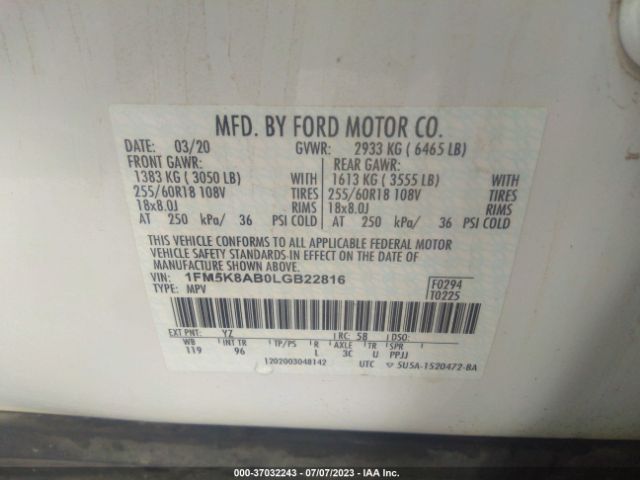 MFD. BY FORD MOTOR CO.
DATE: 03/20 GVWR: 2933 KG ( 6465 LB)
FRONT GAWR: REAR GAWR:
1383 KG ( 3050 LB) WITH 1613 KG ( 3555 LB) WITH
255/60R18 108V TIRES 255/60R18 108V TIRES
18x8.0J RIMS 18x8.0J RIMS
AT 250 kPa/ 36 PSI COLD AT 250 kPa/ 36 PSI COLD
THIS VEHICLE CONFORMS TO ALL APPLICABLE FEDERAL MOTOR
VEHICLE SAFETY STANDARDS IN EFFECT ON THE DATE OF
MANUFACTURE SHOWN ABOVE.
VIN: 1FM5K8AB0LGB22816 F0294
TYPE: MPV T0225
EXT PNT: YZ RC: 58 DSO:
WB INT TR TP/PS R AXLE TR SPR
119 96 L 3C U PPJJ
1202003048142 UTC 5U5A-1520472-BA
000-37032243 - 07/07/2023 - IAA Inc.